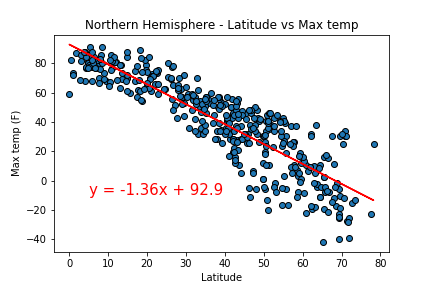 Northern Hemisphere - Latitude vs Max temp
Max temp (F)
80
60
40
20
0
−20
−40
y = -1.36x + 92.9
0 10 20 30 40 50 60 70 80
Latitude